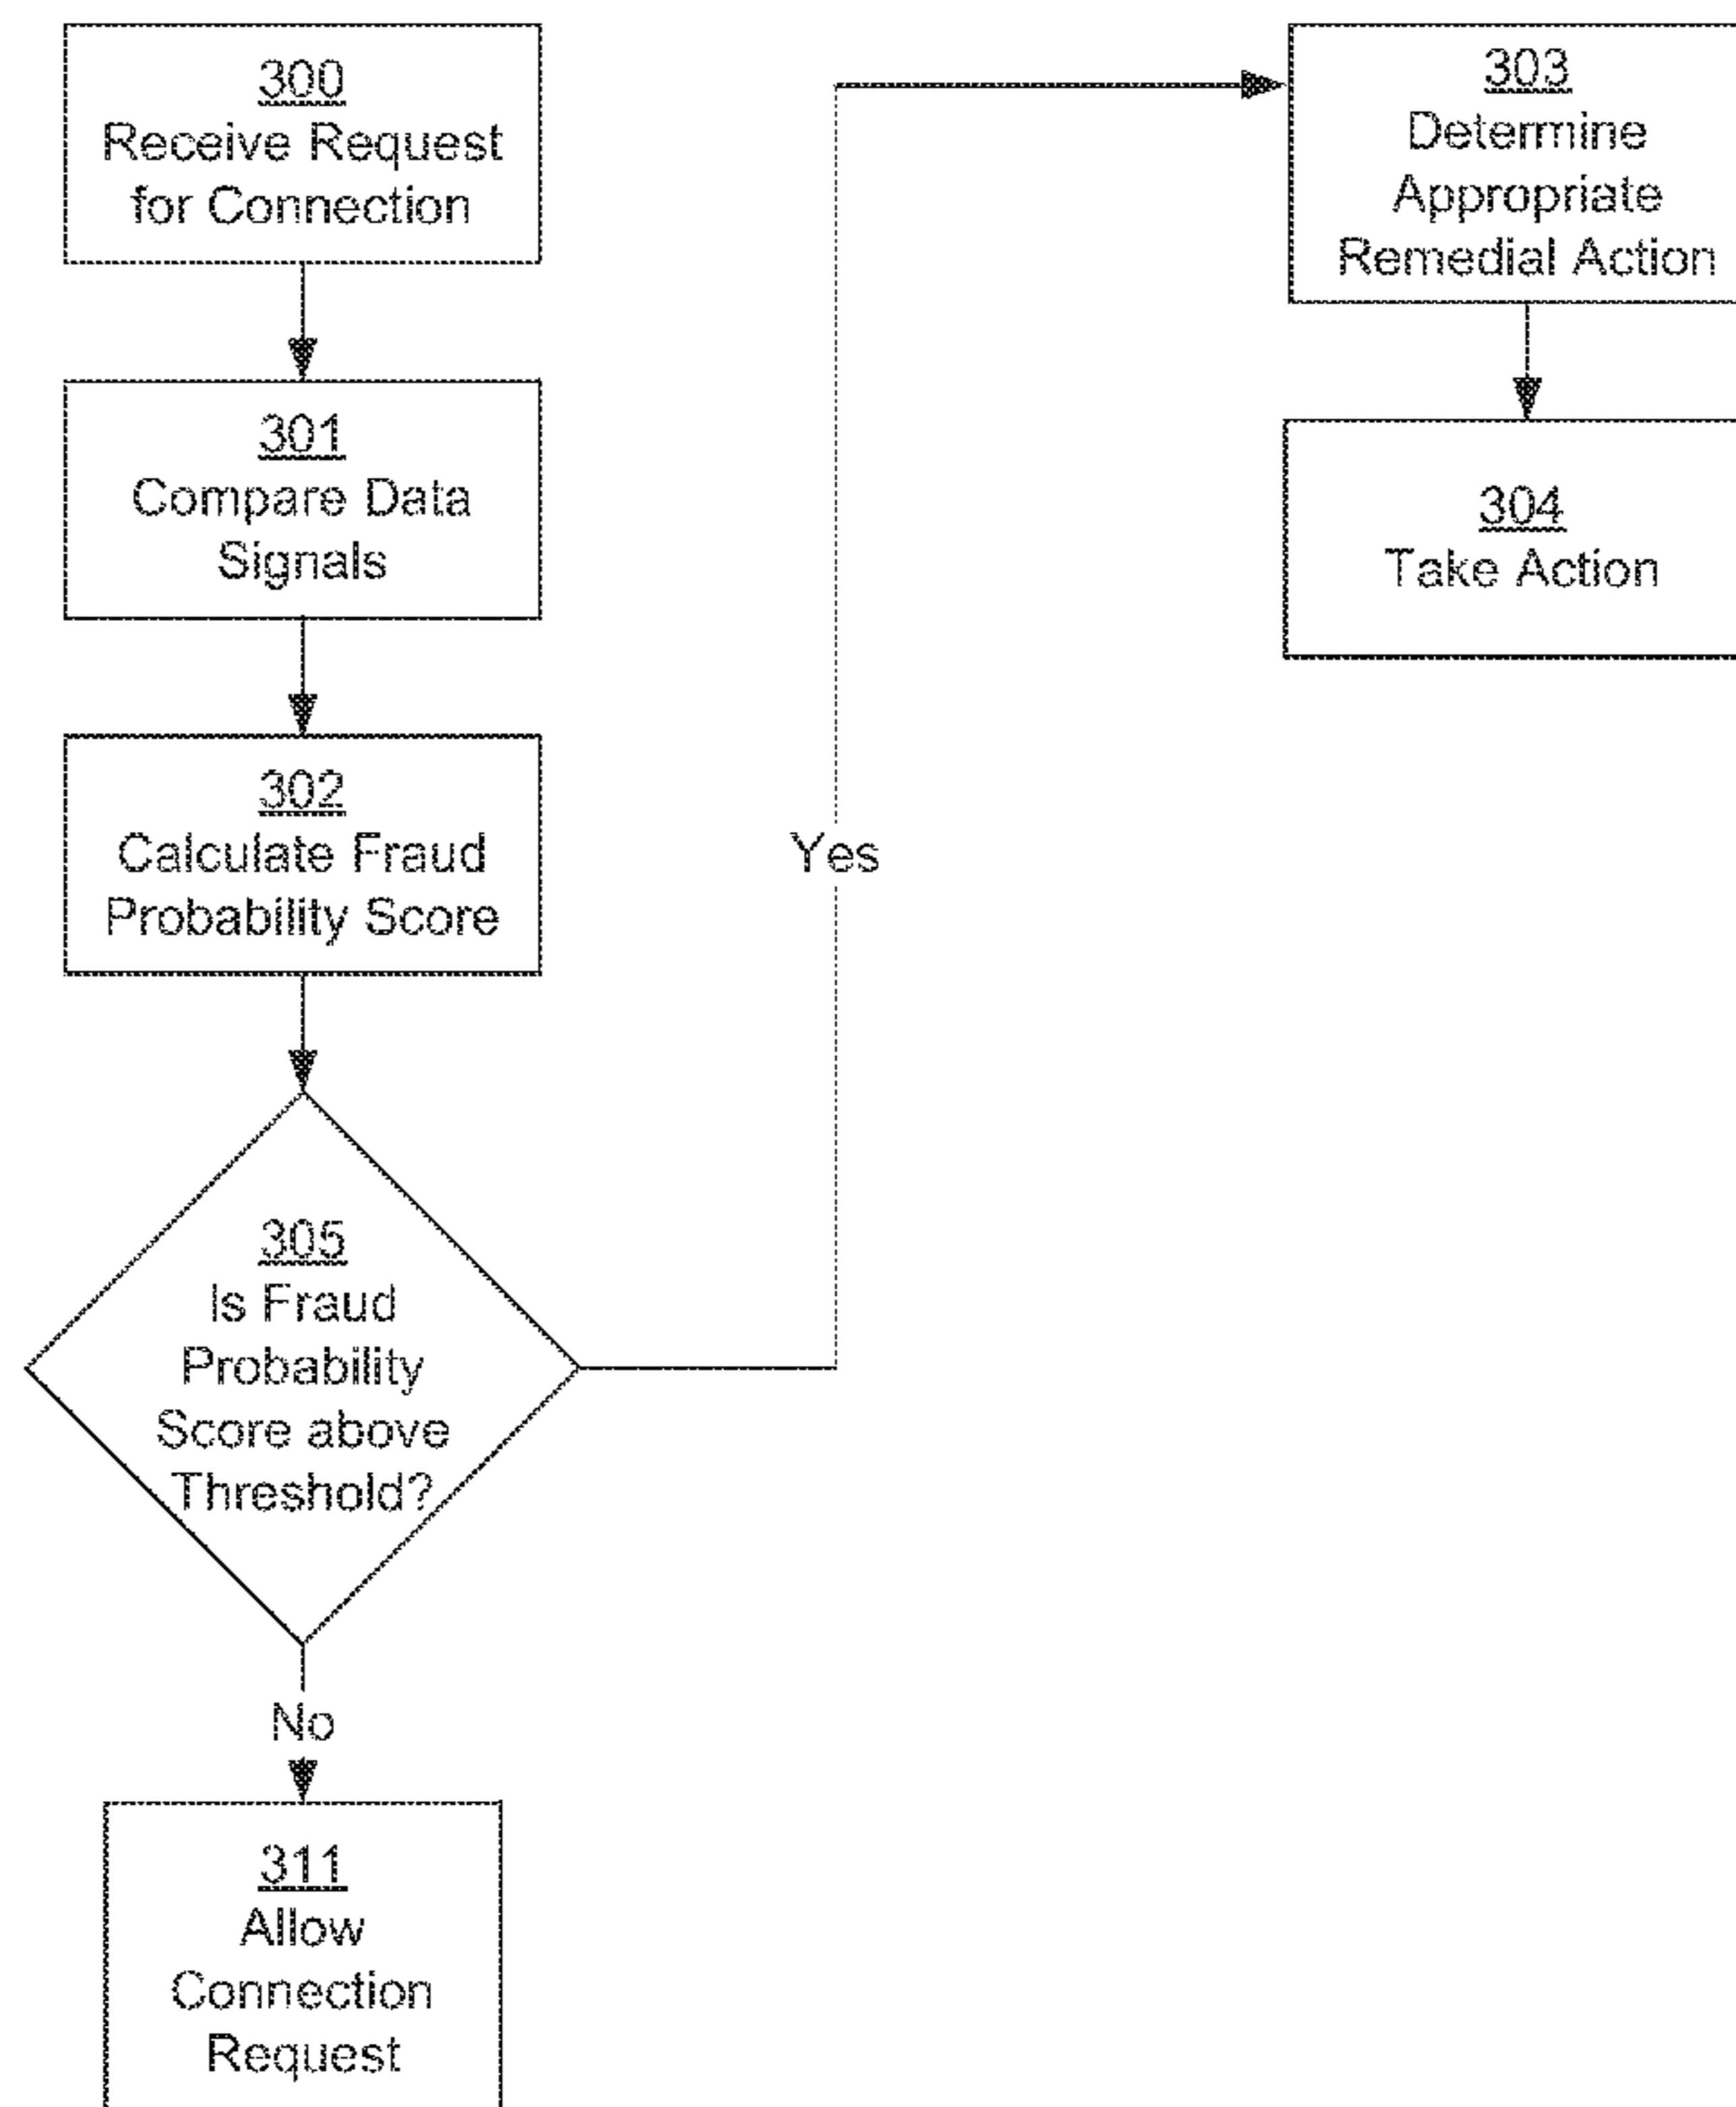 300
Receive Request
for Connection
301
Compare Data
Signals
302
Calculate Fraud
Probability Score
305
Is Fraud
Probability
Score above
Threshold?
No
311
Allow
Connection
Request
Yes
303
Determine
Appropriate
Remedial Action
304
Take Action